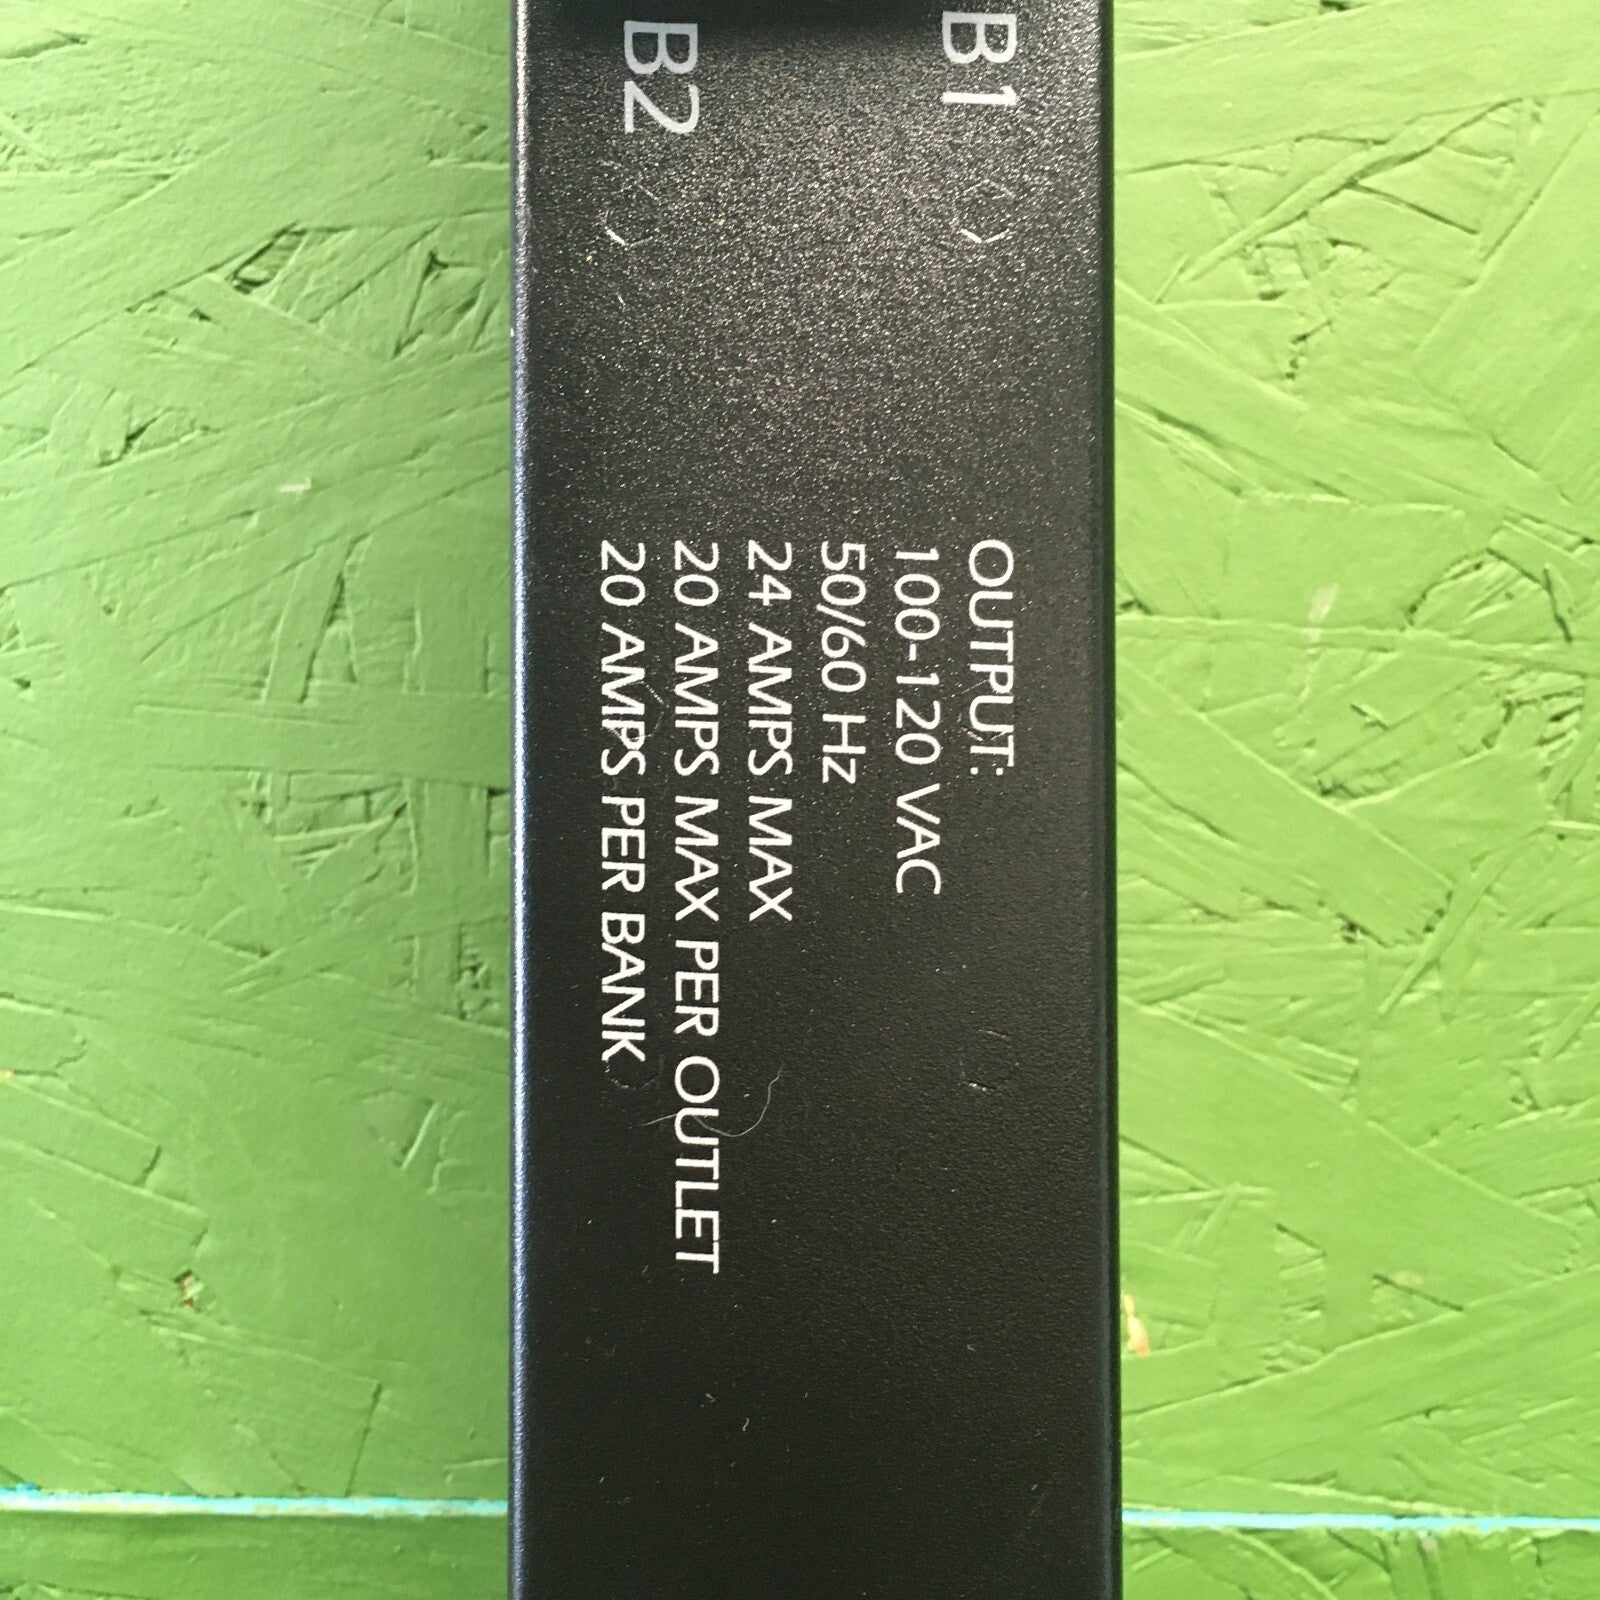 B1
B2
OUTPUT:
100-120 VAC
50/60 Hz
24 AMPS MAX
20 AMPS MAX PER OUTLET
20 AMPS PER BANK